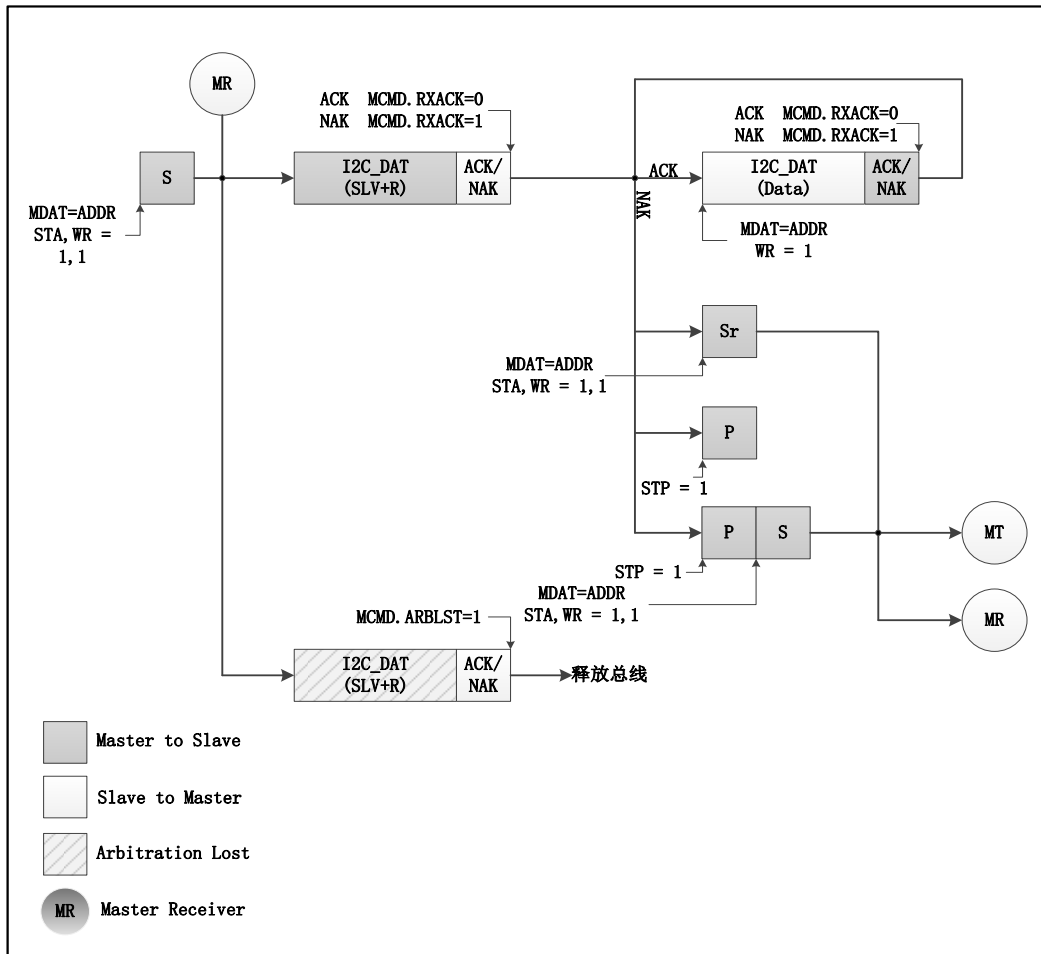 MR
ACK MCMD.RXACK=0
NAK MCMD.RXACK=1
ACK MCMD.RXACK=0
NAK MCMD.RXACK=1
S
I2C_DAT
(SLV+R)
ACK/
NAK
ACK
NAK
I2C_DAT
(Data)
ACK/
NAK
MDAT=ADDR
STA,WR =
1,1
MDAT=ADDR
WR = 1
Sr
MDAT=ADDR
STA,WR = 1,1
P
STP = 1
P
S
MT
STP = 1
MDAT=ADDR
STA,WR = 1,1
MR
MCMD.ARBLST=1
I2C_DAT
(SLV+R)
ACK/
NAK
释放总线
Master to Slave
Slave to Master
Arbitration Lost
MR
Master Receiver